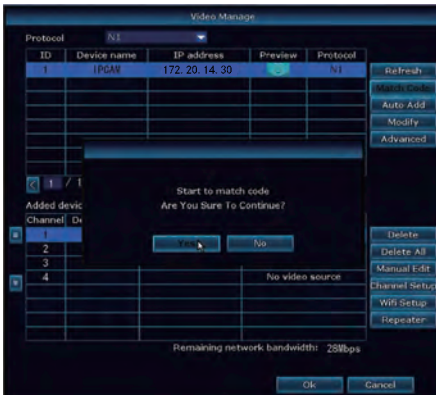 Video Manage
Protocol N1
ID Device name IP address Preview Protocol
1 IPCAM 172. 20. 14. 30 N1
Refresh
Match Code
Auto Add
Modify
Advanced
1 / 1
Start to match code
Are You Sure To Continue?
Yes No
Added devic
Channel De
1
2
3
4 No video source
Delete
Delete All
Manual Edit
Channel Setup
Wifi Setup
Repeater
Remaining network bandwidth: 28Mbps
Ok Cancel